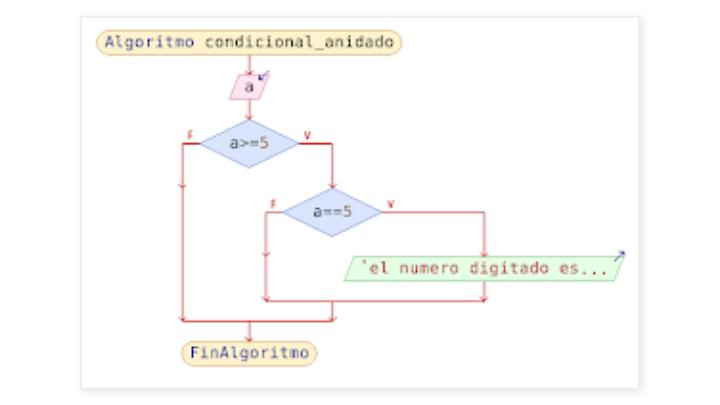 Algoritmo condicional_anidado
a
F
V
a>=5
F
V
a==5
'el numero digitado es...
FinAlgoritmo